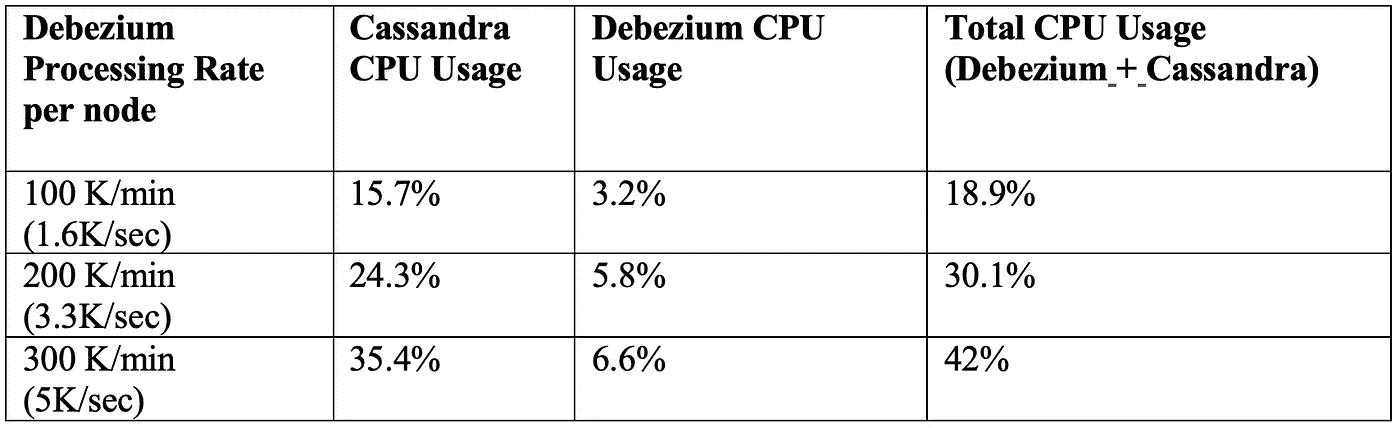 Debezium
Processing Rate
per node
Cassandra
CPU Usage
Debezium CPU
Usage
Total CPU Usage
(Debezium + Cassandra)
100 K/min
(1.6K/sec)
15.7%
3.2%
18.9%
200 K/min
(3.3K/sec)
24.3%
5.8%
30.1%
300 K/min
(5K/sec)
35.4%
6.6%
42%